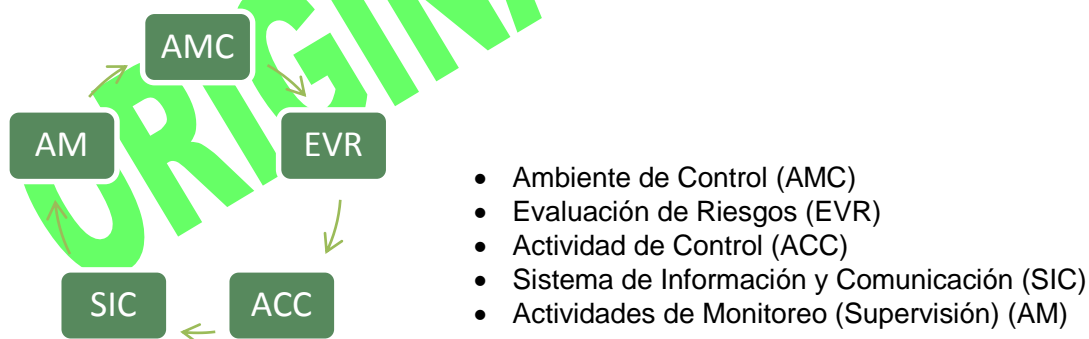 AMC
AM
EVR
SIC
ACC
• Ambiente de Control (AMC)
• Evaluación de Riesgos (EVR)
• Actividad de Control (ACC)
• Sistema de Información y Comunicación (SIC)
• Actividades de Monitoreo (Supervisión) (AM)